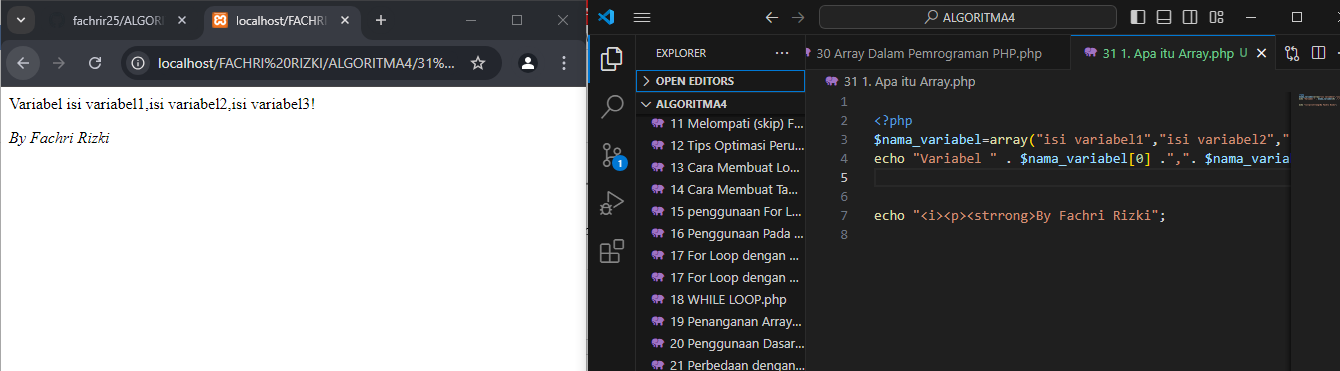 fachrir25/ALGOR
localhost/FACHRI
localhost/FACHRI%20RIZKI/ALGORITMA4/31%...
Variabel isi variabel1,isi variabel2,isi variabel3!
By Fachri Rizki
ALGORITMA4
EXPLORER
OPEN EDITORS
ALGORITMA4
11 Melompati (skip) F...
12 Tips Optimasi Peru...
13 Cara Membuat Lo...
14 Cara Membuat Ta...
15 penggunaan For L...
16 Penggunaan Pada ...
17 For Loop dengan ...
17 For Loop dengan ...
18 WHILE LOOP.php
19 Penanganan Array...
20 Penggunaan Dasar...
21 Perbedaan dengan...
1
30 Array Dalam Pemrograman PHP.php
31 1. Apa itu Array.php U
31 1. Apa itu Array.php
1
2 <?php
3 $nama_variabel=array("isi variabel1","isi variabel2","
4 echo "Variabel " . $nama_variabel[0] .",". $nama_varia
5
6
7 echo "<i><p><strrong>By Fachri Rizki";
8